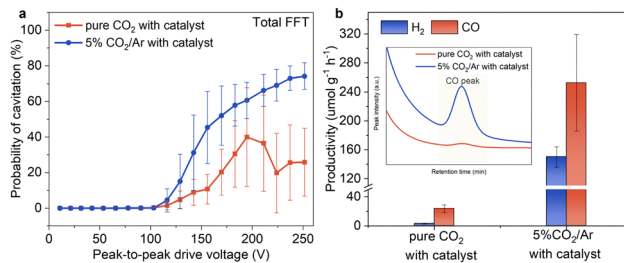 a
Total FFT
pure CO₂ with catalyst
5% CO₂/Ar with catalyst
Probability of cavitation (%)
100
80
60
40
20
0
0 50 100 150 200 250
Peak-to-peak drive voltage (V)
b
H₂ CO
Productivity (umol g⁻¹ h⁻¹)
320
280
240
200
160
40
20
0
pure CO₂ with catalyst
5% CO₂/Ar with catalyst
CO peak
Peak intensity (a.u.)
Retention time (min)
pure CO₂
with catalyst
5%CO₂/Ar
with catalyst